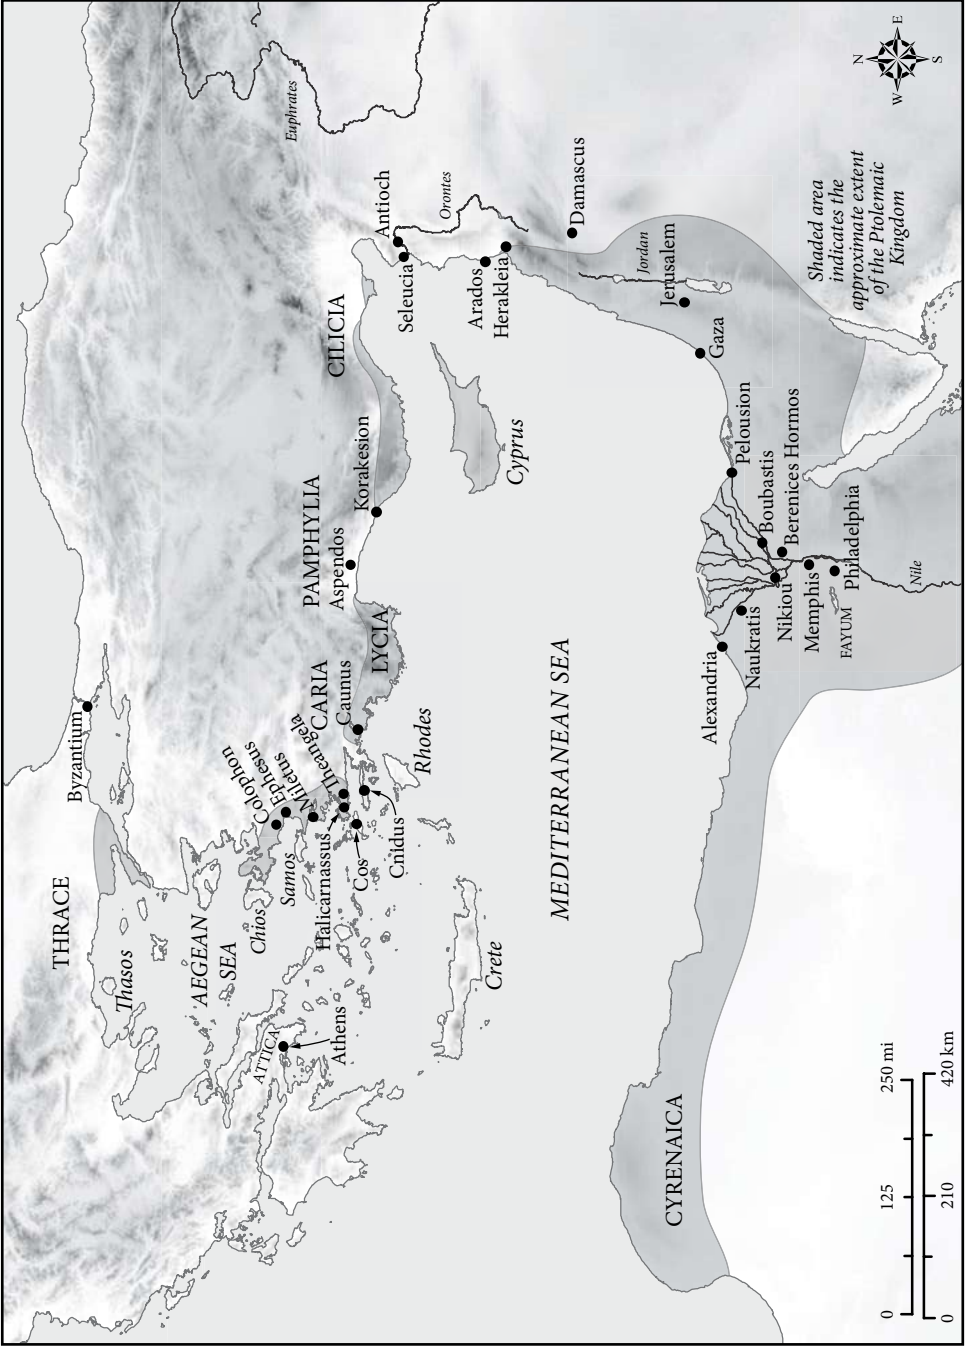 THRACE
Byzantium
Thasos
AEGEAN
SEA
Chios
Samos
Colophon
Ephesus
Miletus
Theangela
Halicarnassus
Cos
Cnidus
ATTICA
Athens
Crete
Rhodes
CARIA
Caunus
LYCIA
PAMPHYLIA
Aspendos
Korakesion
CILICIA
Cyprus
Euphrates
Antioch
Seleucia
Orontes
Arados
Herakleia
Damascus
Jordan
Jerusalem
Gaza
MEDITERRANEAN SEA
Pelousion
Boubastis
Berenices Hormos
Alexandria
Naukratis
Nikiou
Memphis
Philadelphia
FAYUM
Nile
CYRENAICA
Shaded area
indicates the
approximate extent
of the Ptolemaic
Kingdom
N
E
S
W
0 125 250 mi
0 210 420 km